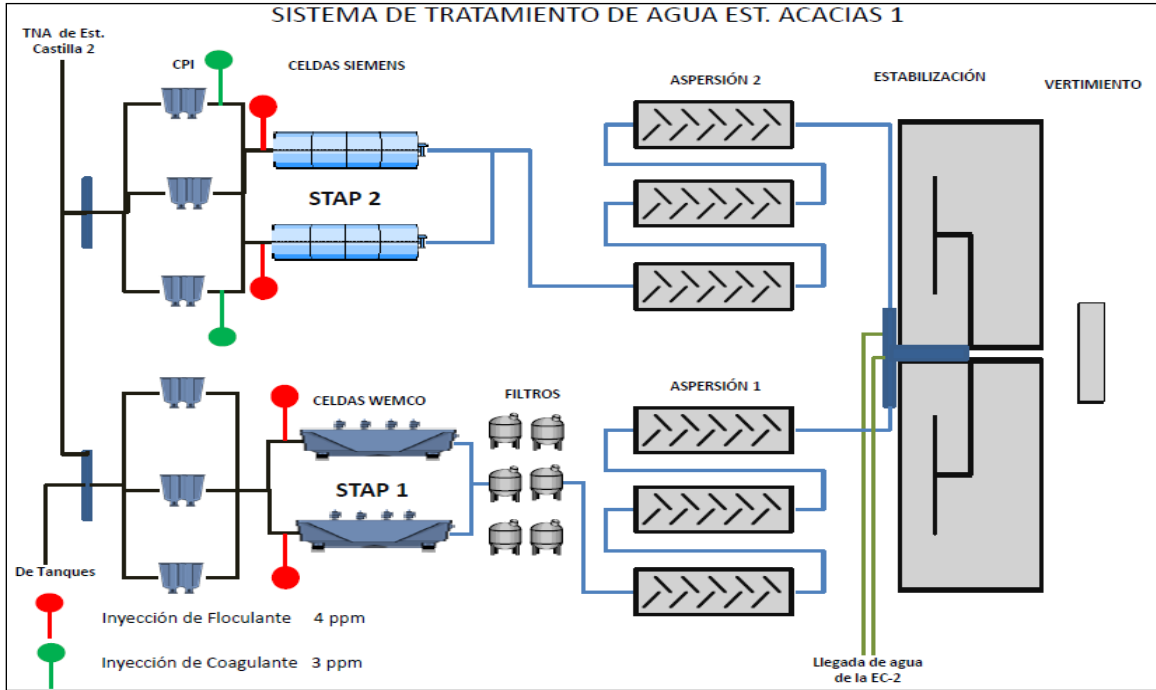 SISTEMA DE TRATAMIENTO DE AGUA EST. ACACIAS 1
TNA de Est.
Castilla 2
CPI
CELDAS SIEMENS
ASPERSIÓN 2
ESTABILIZACIÓN
VERTIMIENTO
STAP 2
CELDAS WEMCO
FILTROS
ASPERSIÓN 1
STAP 1
De Tanques
Inyección de Floculante 4 ppm
Inyección de Coagulante 3 ppm
Llegada de agua
de la EC-2